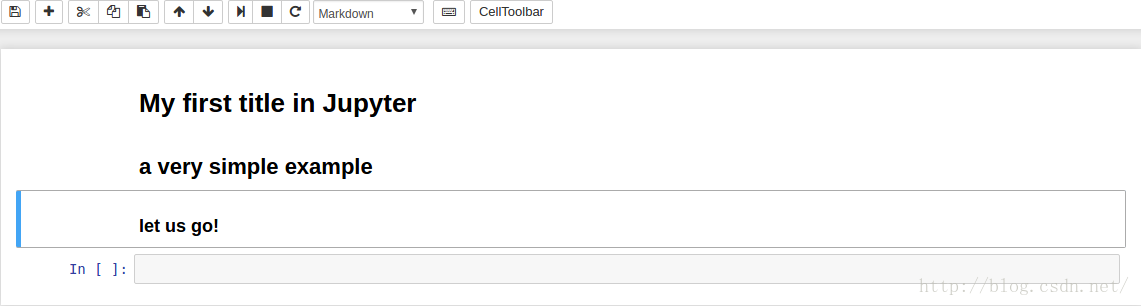 Markdown
CellToolbar
My first title in Jupyter
a very simple example
let us go!
In [ ]:
http://blog.csdn.net/